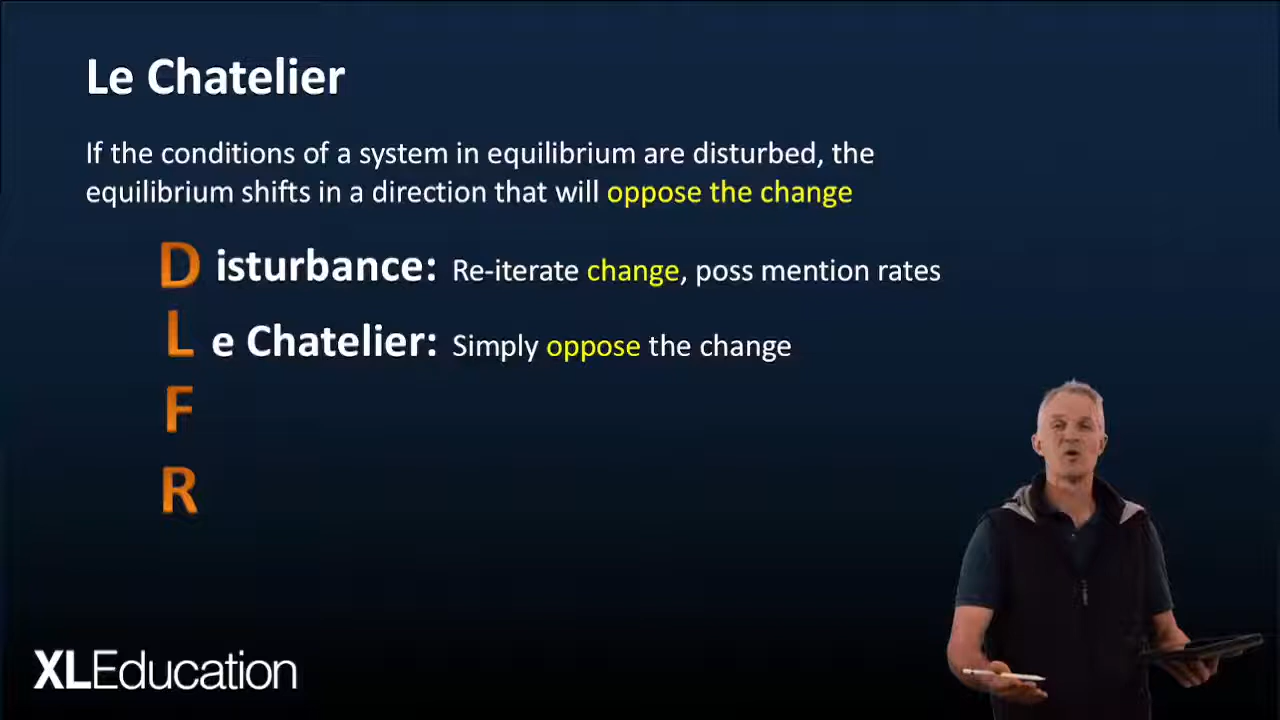 Le Chatelier
If the conditions of a system in equilibrium are disturbed, the
equilibrium shifts in a direction that will oppose the change
Disturbance: Re-iterate change, poss mention rates
Le Chatelier: Simply oppose the change
F
R
XLEducation